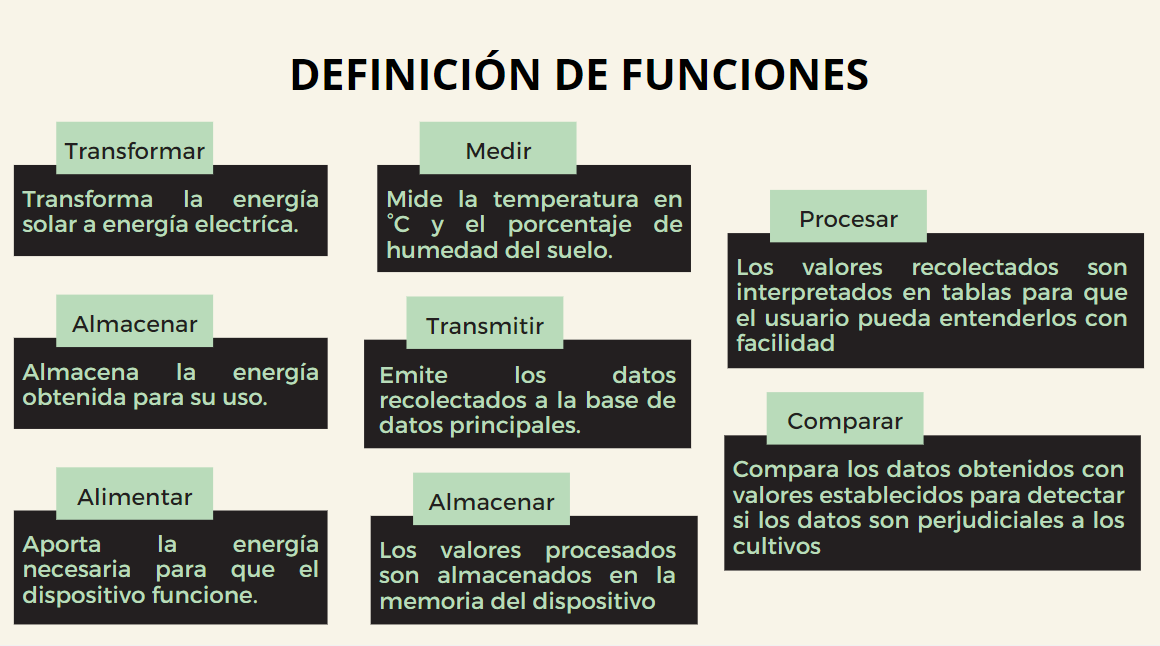 DEFINICIÓN DE FUNCIONES
Transformar
Transforma la energía
solar a energía electríca.
Almacenar
Almacena la energía
obtenida para su uso.
Alimentar
Aporta la energía
necesaria para que el
dispositivo funcione.
Medir
Mide la temperatura en
°C y el porcentaje de
humedad del suelo.
Transmitir
Emite los datos
recolectados a la base de
datos principales.
Almacenar
Los valores procesados
son almacenados en la
memoria del dispositivo
Procesar
Los valores recolectados son
interpretados en tablas para que
el usuario pueda entenderlos con
facilidad
Comparar
Compara los datos obtenidos con
valores establecidos para detectar
si los datos son perjudiciales a los
cultivos